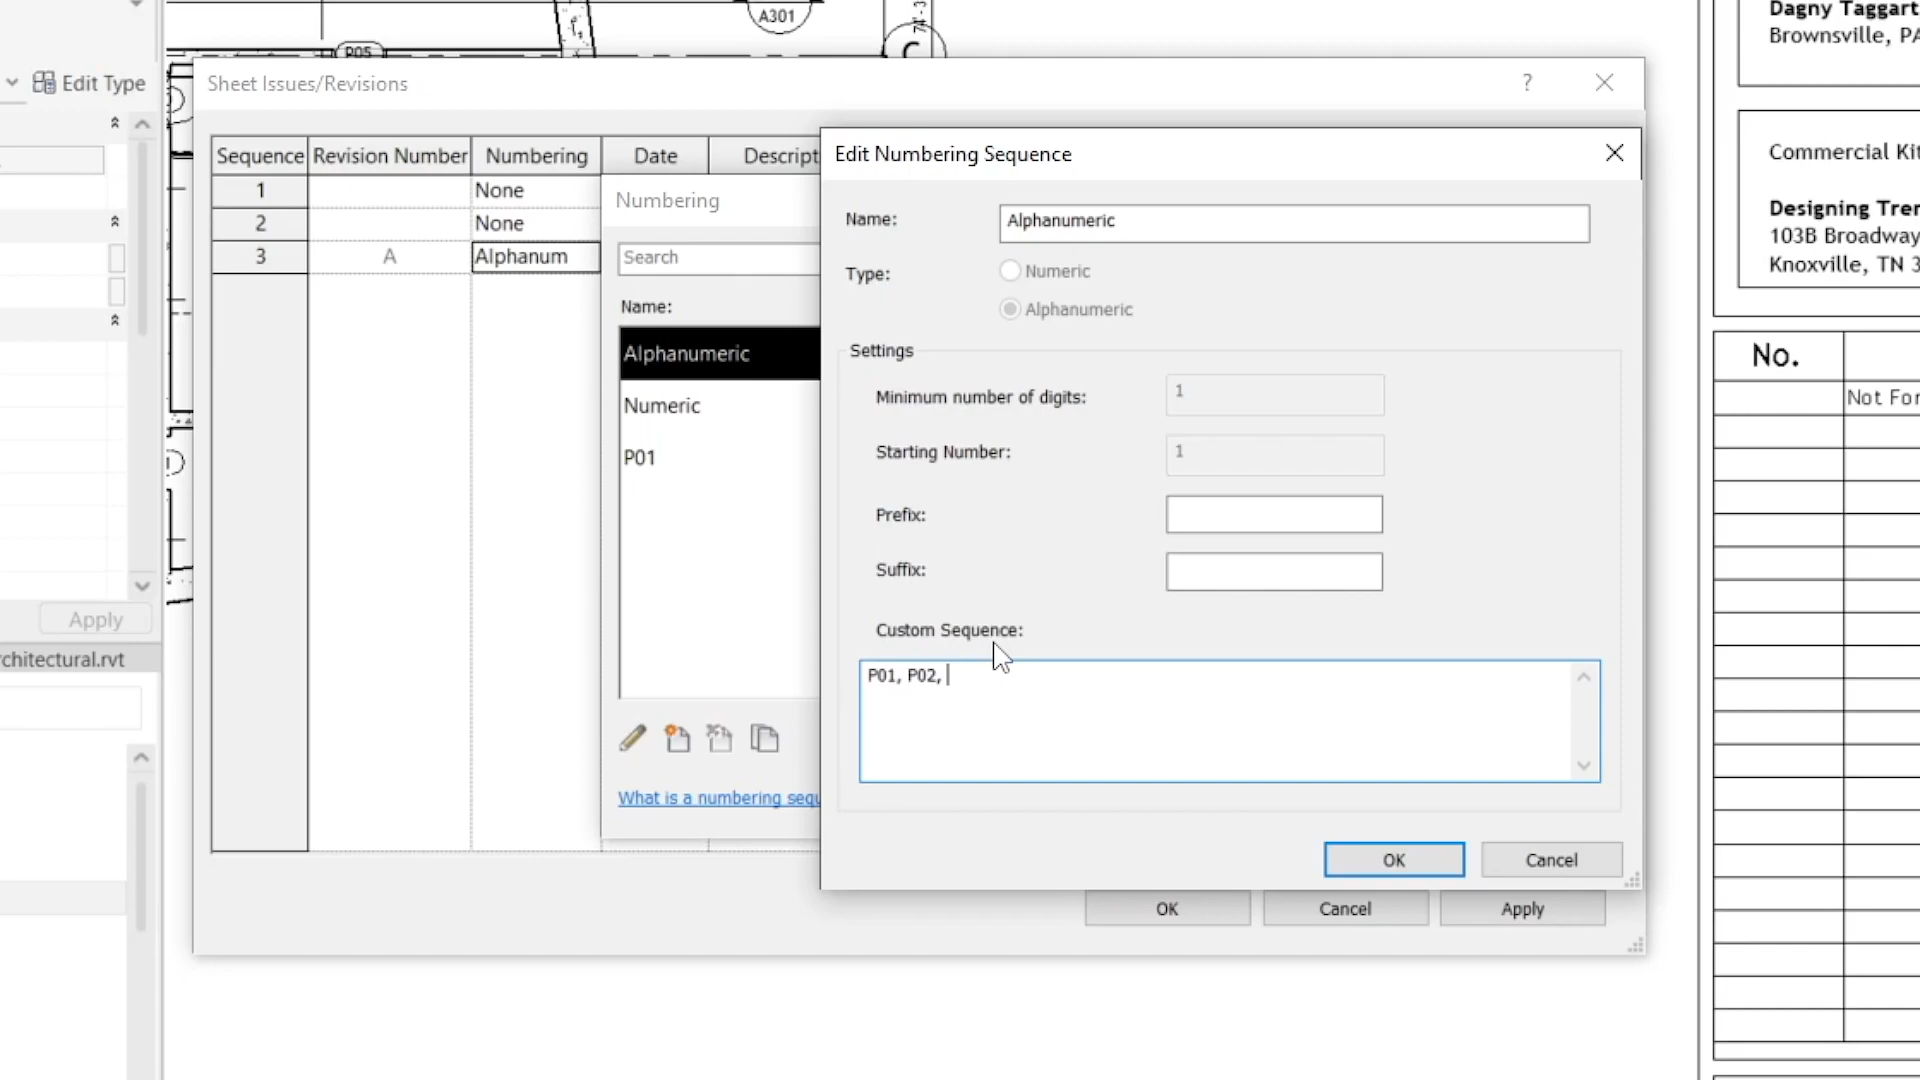 A301
P05
C
Edit Type
Sheet Issues/Revisions
?
Sequence Revision Number Numbering Date Descript
1 None
2 None
3 A Alphanum
Numbering
Search
Name:
Alphanumeric
Numeric
P01
What is a numbering sequ
Edit Numbering Sequence
Name: Alphanumeric
Type: Numeric
Alphanumeric
Settings
Minimum number of digits: 1
Starting Number: 1
Prefix:
Suffix:
Custom Sequence:
P01, P02,
OK Cancel
OK Cancel Apply
Apply
rchitectural.rvt
Dagny Taggart
Brownsville, PA
Commercial Kit
Designing Tren
103B Broadway
Knoxville, TN 3
No.
Not For